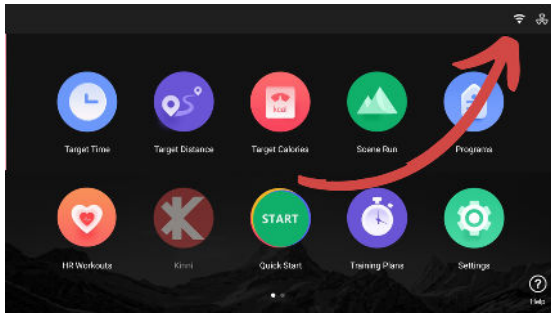 kcal
Target Time
Target Distance
Target Calories
Scene Run
Programs
START
HR Workouts
Kinni
Quick Start
Training Plans
Settings
?
Help